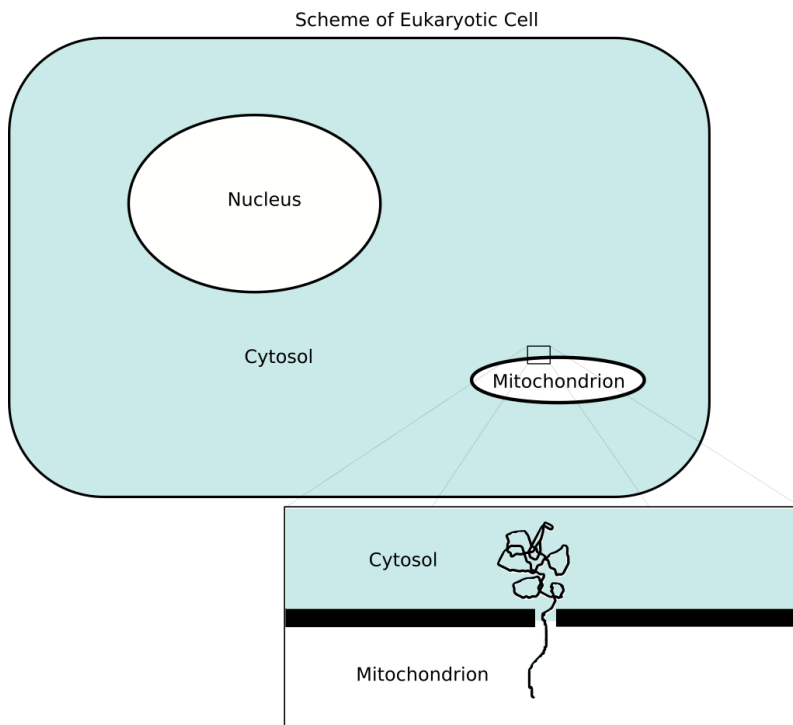 Scheme of Eukaryotic Cell
Nucleus
Cytosol
Mitochondrion
Cytosol
Mitochondrion